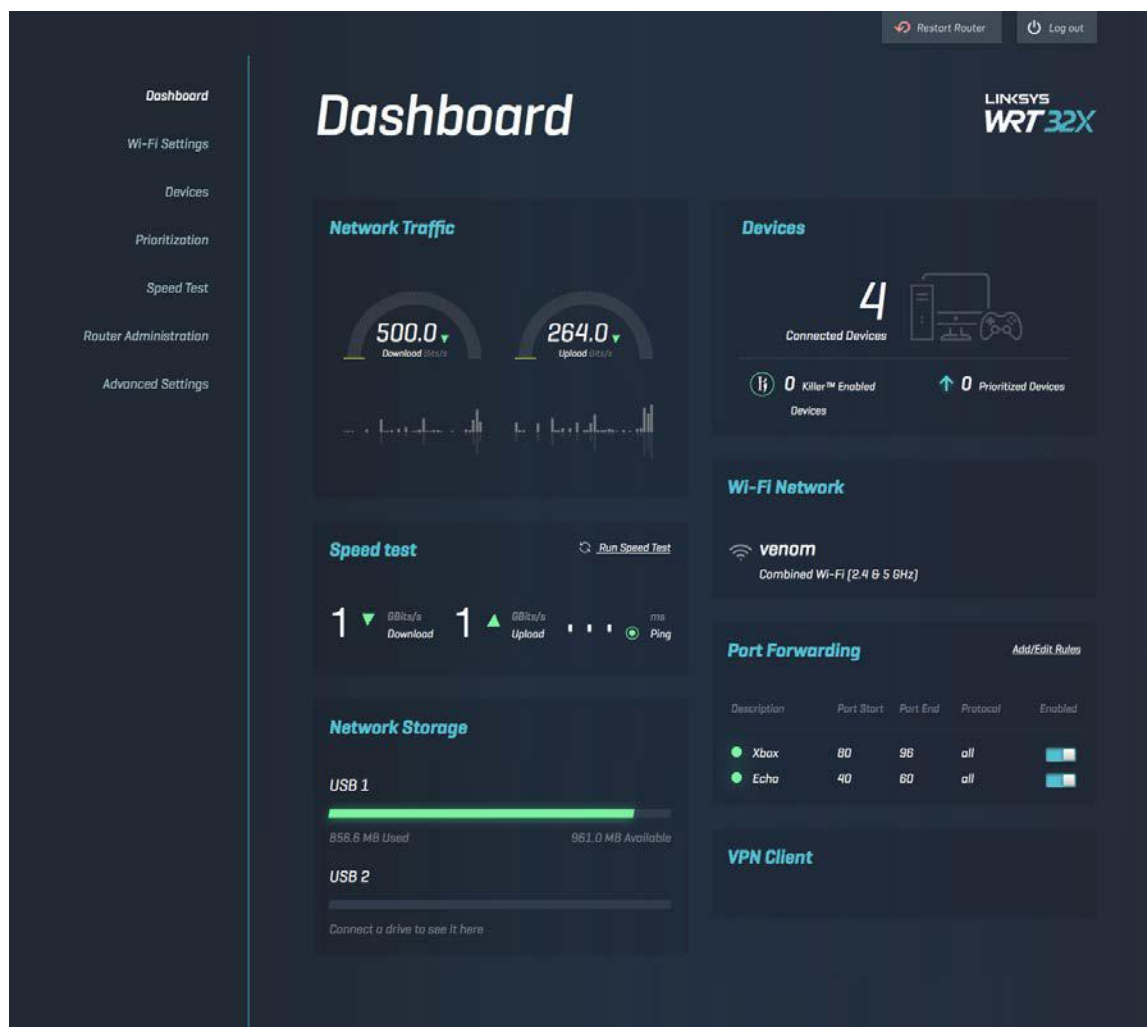 Restart Router
Log out
Dashboard
Wi-Fi Settings
Devices
Prioritization
Speed Test
Router Administration
Advanced Settings
Dashboard
LINKSYS
WRT 32X
Network Traffic
500.0
Download Bits/s
264.0
Upload Bits/s
Devices
4
Connected Devices
0 Killer™ Enabled
Devices
0 Prioritized Devices
Wi-Fi Network
venom
Combined Wi-Fi (2.4 & 5 GHz)
Speed test
Run Speed Test
1 GBits/s
Download
1 GBits/s
Upload
ms
Ping
Port Forwarding
Add/Edit Rules
Description Port Start Port End Protocol Enabled
Xbox 80 96 all
Echo 40 60 all
Network Storage
USB 1
856.6 MB Used 961.0 MB Available
USB 2
Connect a drive to see it here
VPN Client